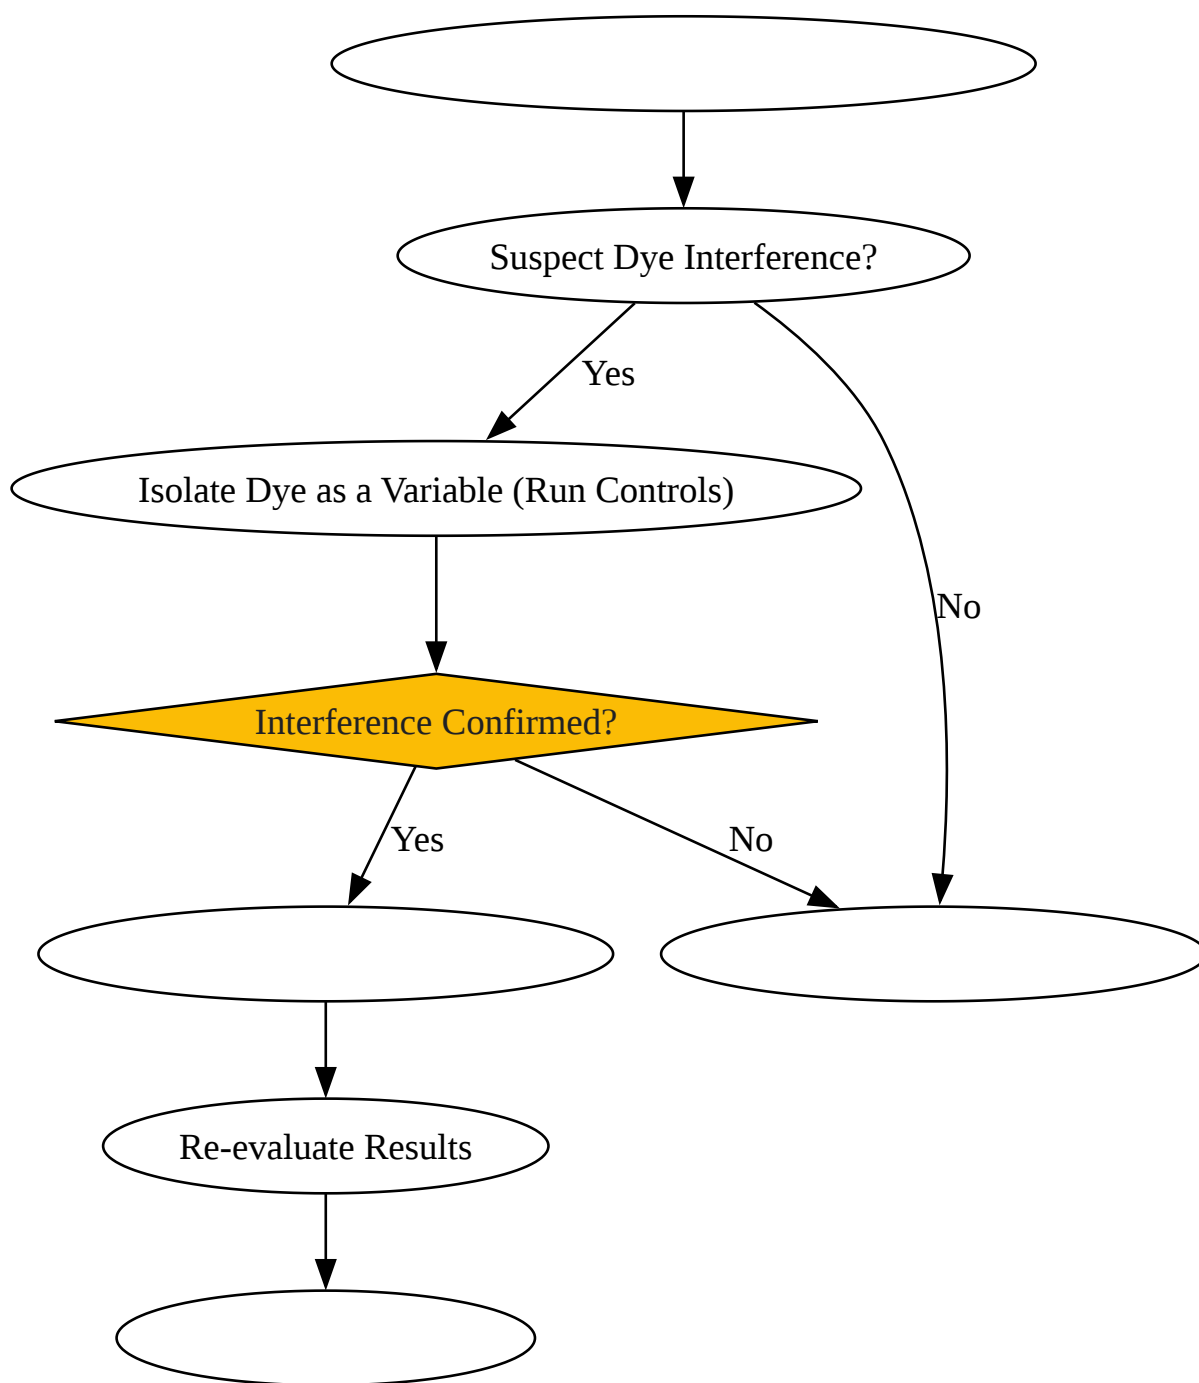 Suspect Dye Interference?
Yes
Isolate Dye as a Variable (Run Controls)
No
Interference Confirmed?
Yes
No
Re-evaluate Results